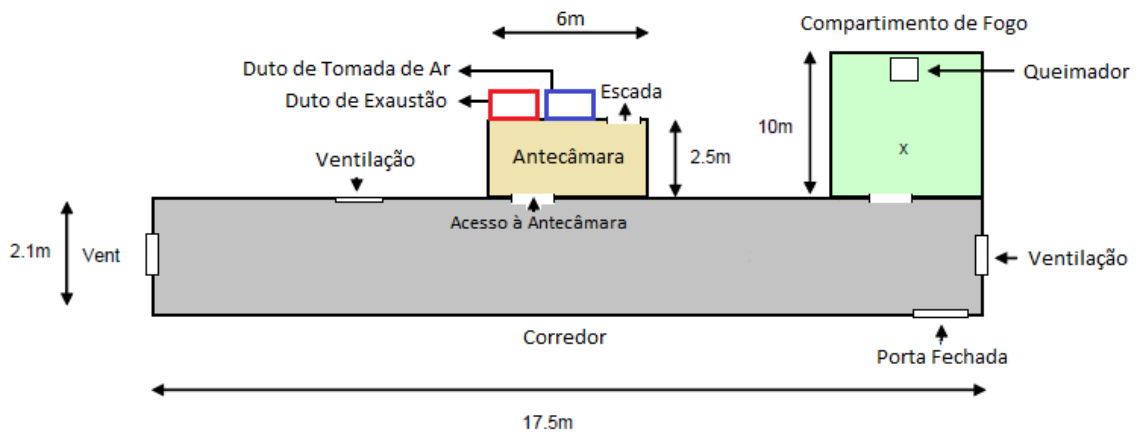 6m
Compartimento de Fogo
Duto de Tomada de Ar
Queimador
Duto de Exaustão
Escada
10m
Antecâmara
2.5m
x
Ventilação
Acesso à Antecâmara
2.1m
Vent
Ventilação
Corredor
Porta Fechada
17.5m